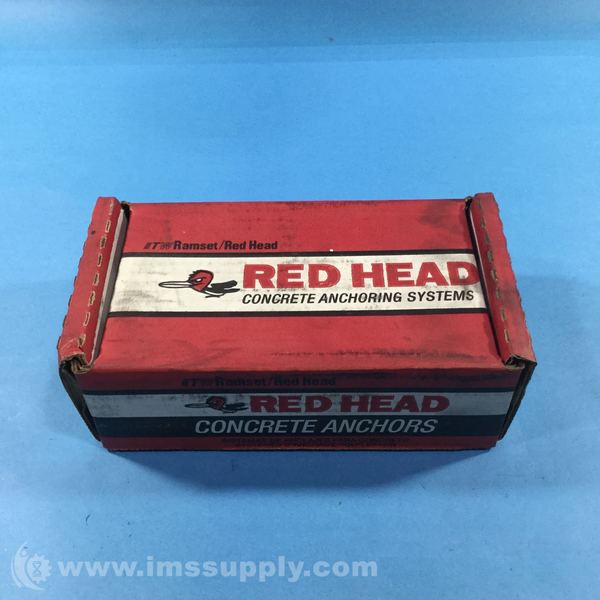 ITW Ramset/Red Head
RED HEAD
CONCRETE ANCHORING SYSTEMS
ITW Ramset/Red Head
RED HEAD
CONCRETE ANCHORS
www.imssupply.com